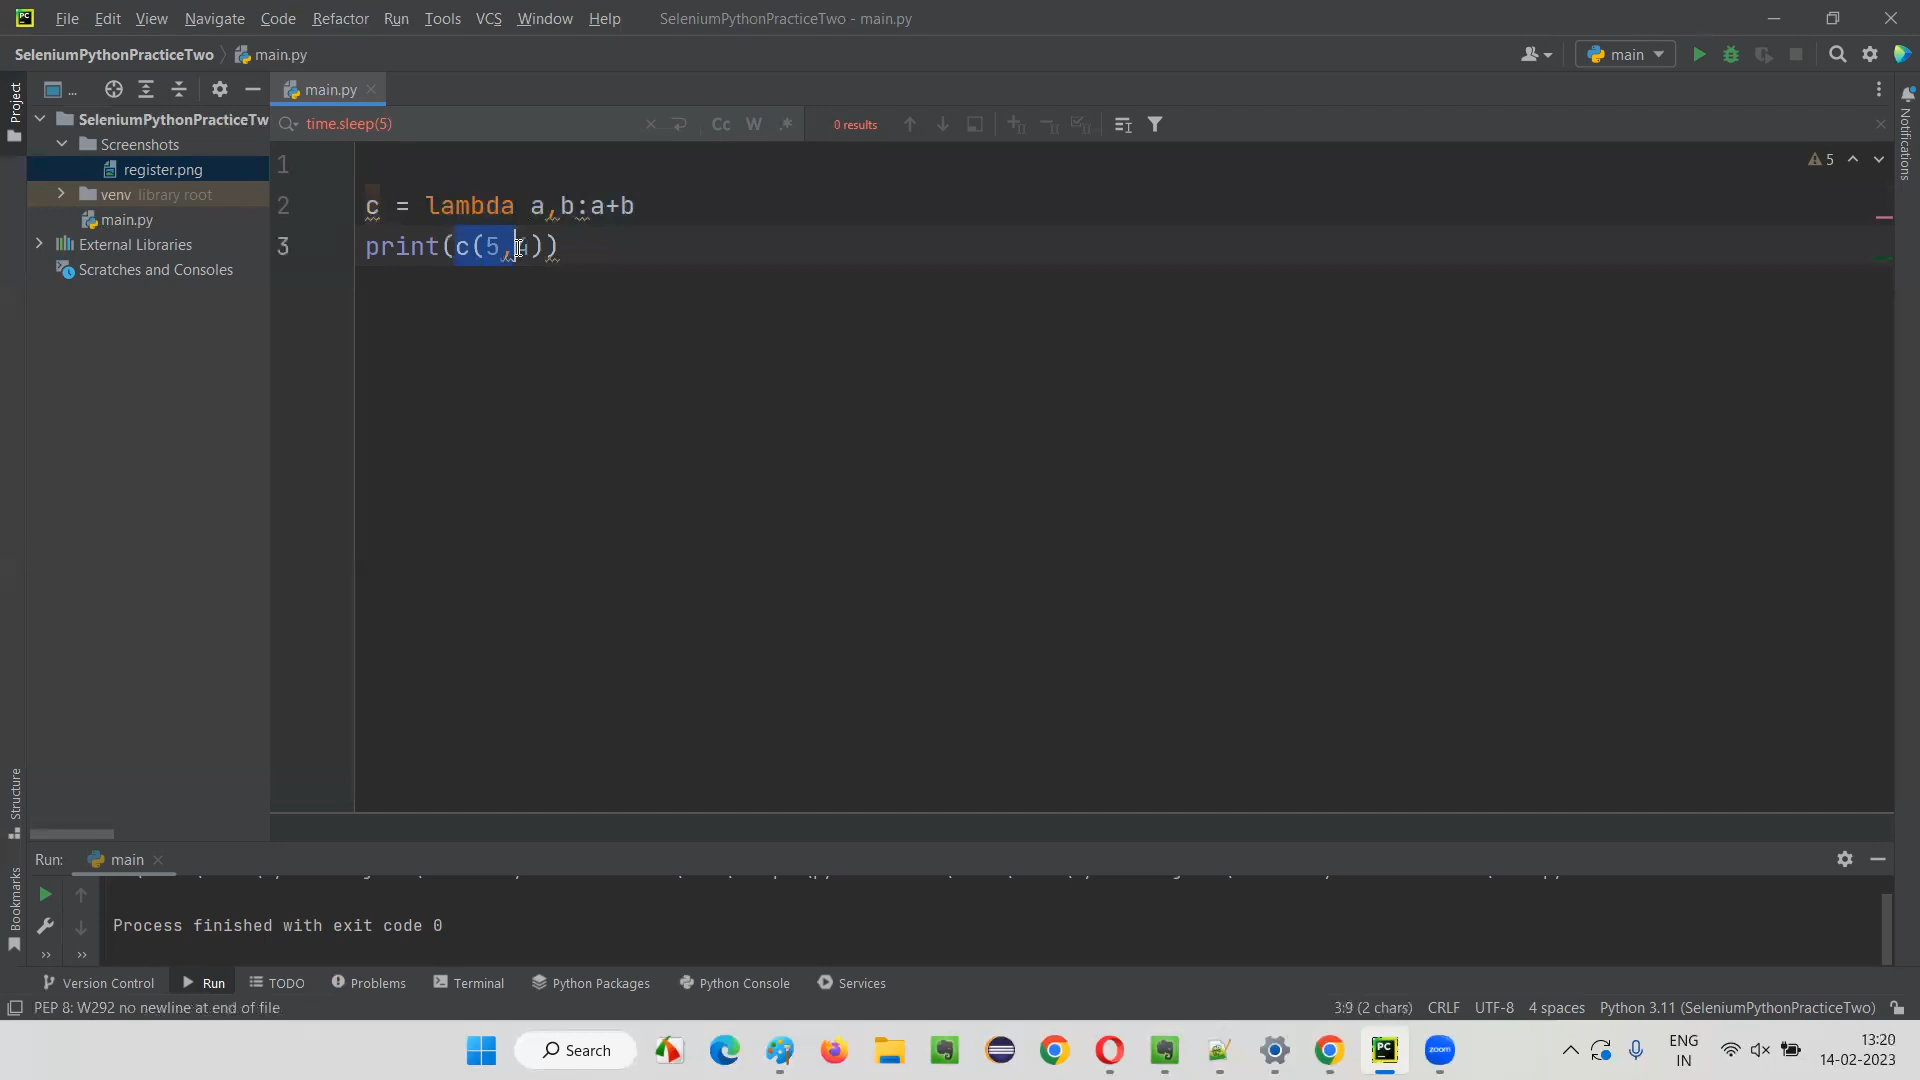 File Edit View Navigate Code Refactor Run Tools VCS Window Help SeleniumPythonPracticeTwo - main.py
SeleniumPythonPracticeTwo main.py main
Project
... main.py
SeleniumPythonPracticeTw
time.sleep(5) Cc W .* 0 results
Screenshots
register.png
venv library root
main.py
External Libraries
Scratches and Consoles
1
5
2 c = lambda a,b:a+b
3 print(c(5, ))
Notifications
Structure
Bookmarks
Run: main
Process finished with exit code 0
Version Control Run TODO Problems Terminal Python Packages Python Console Services
PEP 8: W292 no newline at end of file 3:9 (2 chars) CRLF UTF-8 4 spaces Python 3.11 (SeleniumPythonPracticeTwo)
Search zoom ENG IN 13:20
14-02-2023